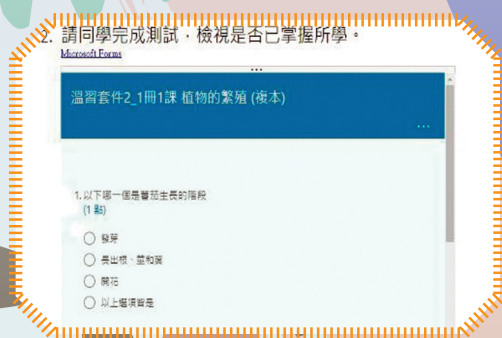 2. 請同學完成測試，檢視是否已掌握所學。
Microsoft Forms
溫習套件2_1冊1課 植物的繁殖 (複本)
1. 以下哪一個是蕃茄生長的階段
(1 點)
發芽
長出根、莖和葉
開花
以上選項皆是